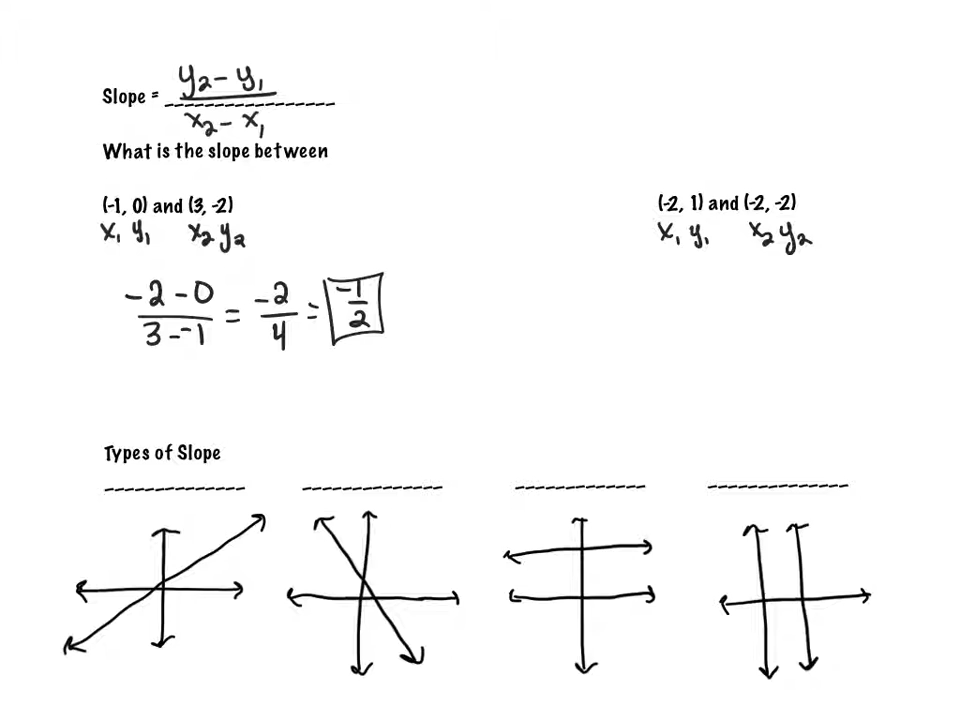 Slope = y₂ - y₁
x₂ - x₁
What is the slope between
(-1, 0) and (3, -2)
(-2, 1) and (-2, -2)
x₁ y₁ x₂ y₂
x₁ y₁ x₂ y₂
-2 - 0 / 3 - -1 = -2 / 4 = -1 / 2
Types of Slope